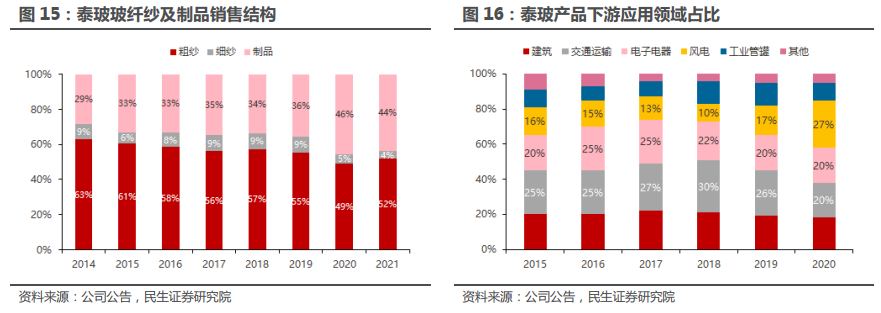 图 15：泰玻玻纤纱及制品销售结构
粗纱 细纱 制品
100%
80%
60%
40%
20%
0%
29% 33% 33% 35% 34% 36% 46% 44%
9% 6% 8% 9% 9% 9% 5% 4%
63% 61% 58% 56% 57% 55% 49% 52%
2014 2015 2016 2017 2018 2019 2020 2021
资料来源：公司公告，民生证券研究院
图 16：泰玻产品下游应用领域占比
建筑 交通运输 电子电器 风电 工业管罐 其他
100%
80%
60%
40%
20%
0%
16% 15% 13% 10% 17% 27%
20% 25% 25% 22% 20% 20%
25% 25% 27% 30% 26% 20%
2015 2016 2017 2018 2019 2020
资料来源：公司公告，民生证券研究院